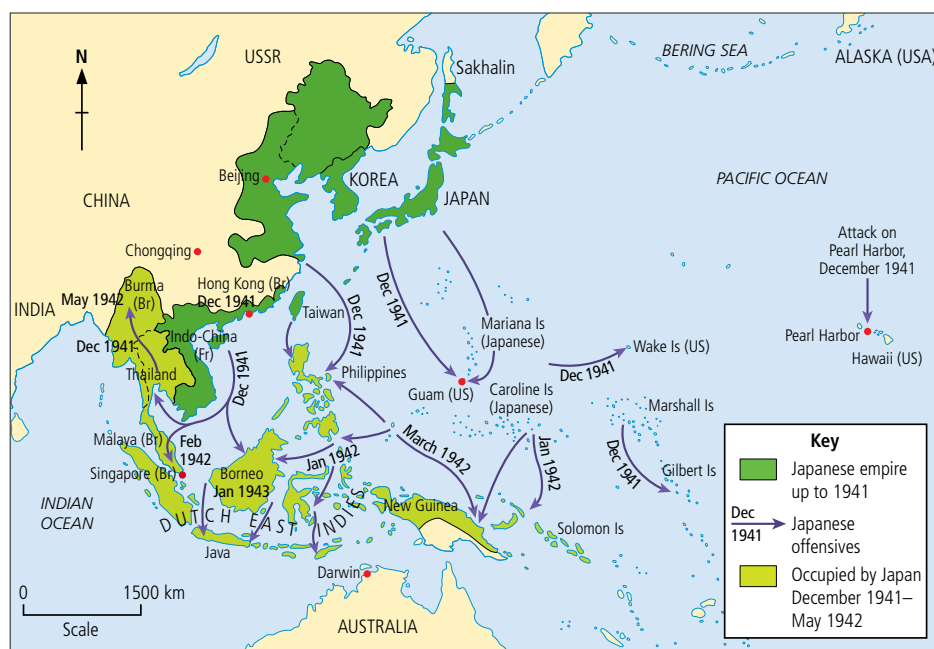 N
USSR
BERING SEA
ALASKA (USA)
Sakhalin
Beijing
KOREA
JAPAN
CHINA
PACIFIC OCEAN
Chongqing
Attack on
Pearl Harbor,
December 1941
INDIA
May 1942
Burma
(Br)
Hong Kong (Br)
Dec 1941
Taiwan
Dec 1941
Dec 1941
Mariana Is
(Japanese)
Pearl Harbor
Hawaii (US)
Dec 1941
Indo-China
(Fr)
Thailand
Dec 1941
Philippines
Wake Is (US)
Dec 1941
Guam (US)
Caroline Is
(Japanese)
Marshall Is
Malaya (Br)
Feb
1942
Singapore (Br)
Borneo
Jan 1943
Jan 1942
March 1942
Jan 1942
Dec 1941
Gilbert Is
INDIAN
OCEAN
DUTCH EAST INDIES
New Guinea
Solomon Is
Java
Darwin
AUSTRALIA
0 1500 km
Scale
Key
Japanese empire
up to 1941
Dec
1941
Japanese
offensives
Occupied by Japan
December 1941–
May 1942